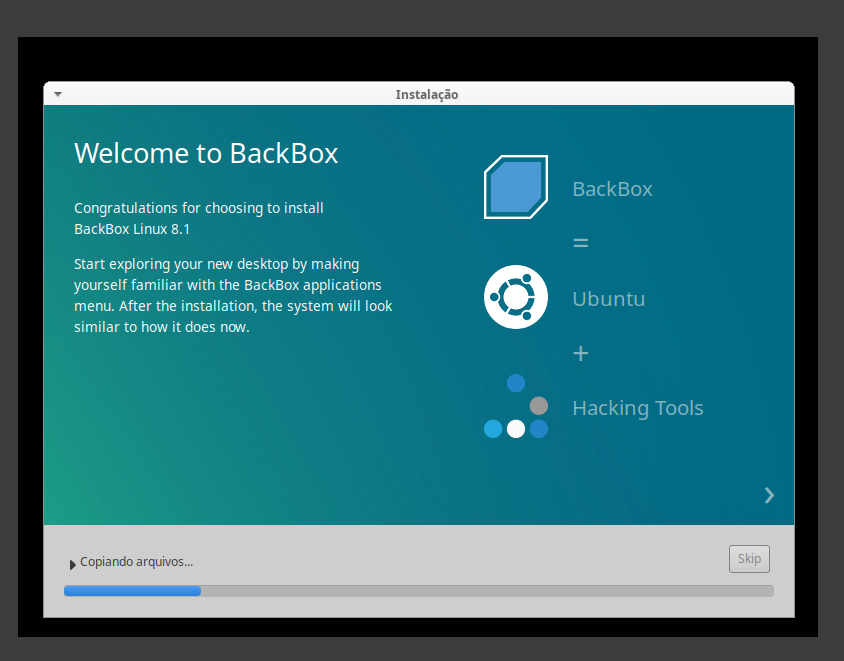 Instalação
Welcome to BackBox
Congratulations for choosing to install
BackBox Linux 8.1
Start exploring your new desktop by making
yourself familiar with the BackBox applications
menu. After the installation, the system will look
similar to how it does now.
BackBox
=
Ubuntu
+
Hacking Tools
Copiando arquivos...
Skip